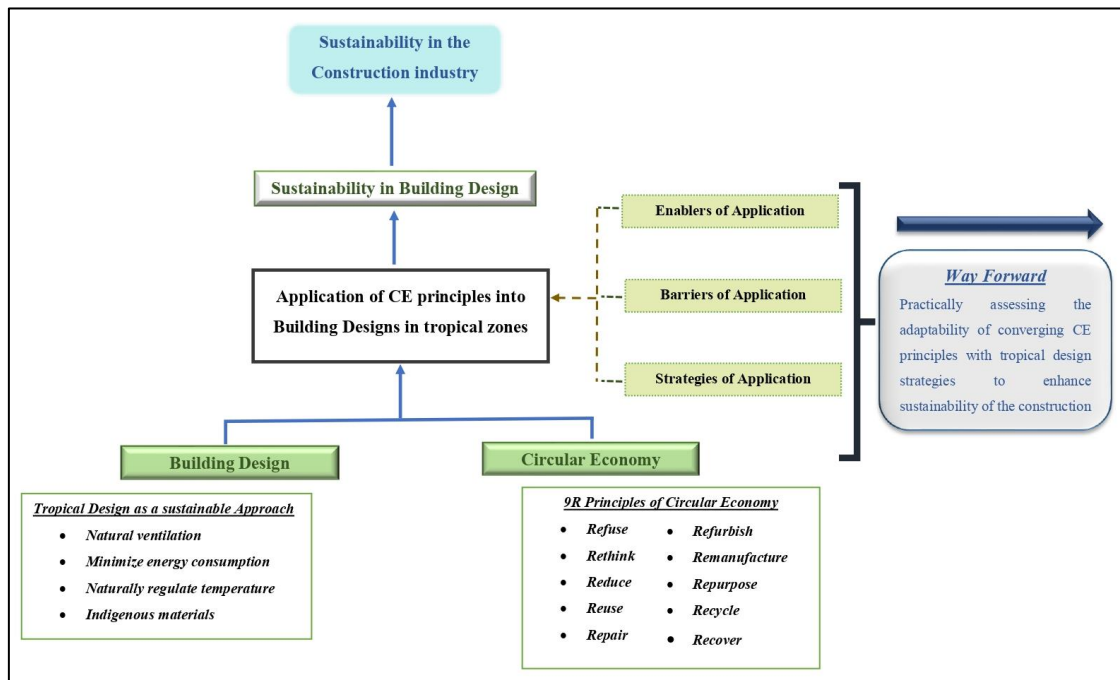 Sustainability in the
Construction industry
Sustainability in Building Design
Application of CE principles into
Building Designs in tropical zones
Enablers of Application
Barriers of Application
Strategies of Application
Way Forward
Practically assessing the
adaptability of converging CE
principles with tropical design
strategies to enhance
sustainability of the construction
Building Design
Tropical Design as a sustainable Approach
• Natural ventilation
• Minimize energy consumption
• Naturally regulate temperature
• Indigenous materials
Circular Economy
9R Principles of Circular Economy
• Refuse
• Rethink
• Reduce
• Reuse
• Repair
• Refurbish
• Remanufacture
• Repurpose
• Recycle
• Recover